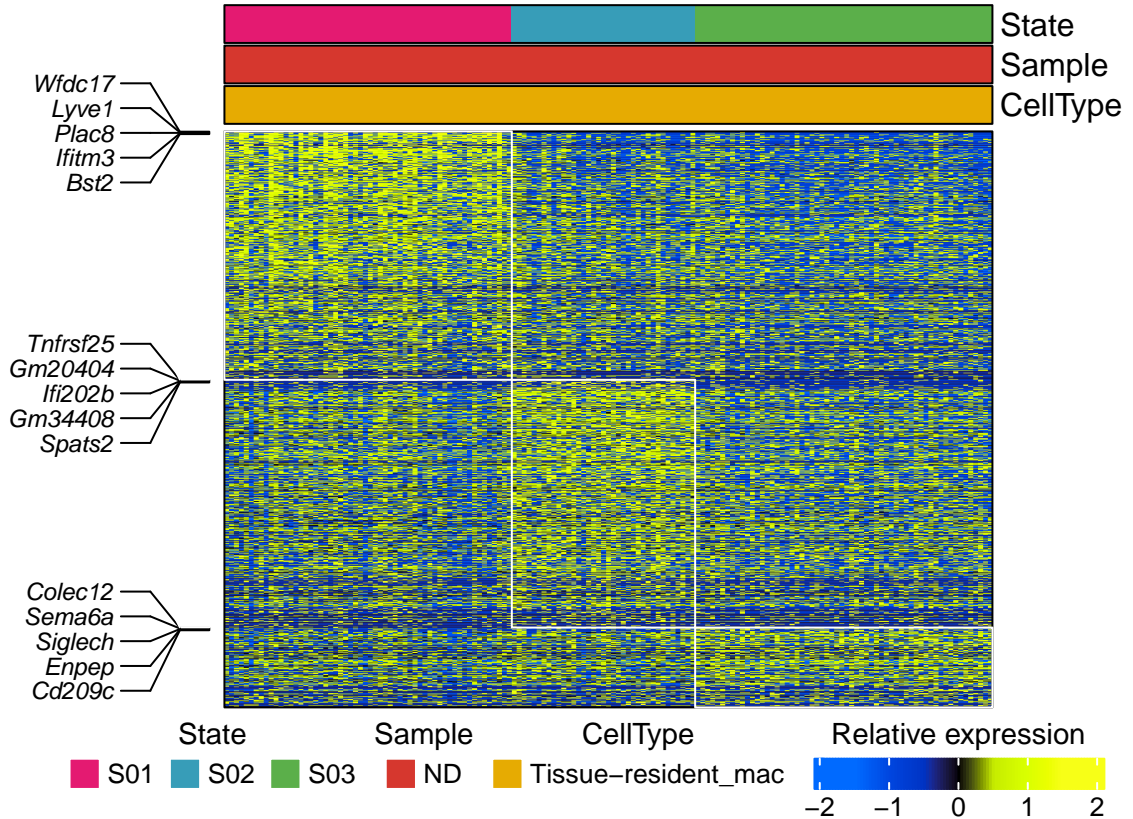 State
Sample
CellType
Wfdc17
Lyve1
Plac8
Ifitm3
Bst2
Tnfrsf25
Gm20404
Ifi202b
Gm34408
Spats2
Colec12
Sema6a
Siglech
Enpep
Cd209c
State Sample CellType Relative expression
S01 S02 S03 ND Tissue−resident_mac
−2 −1 0 1 2